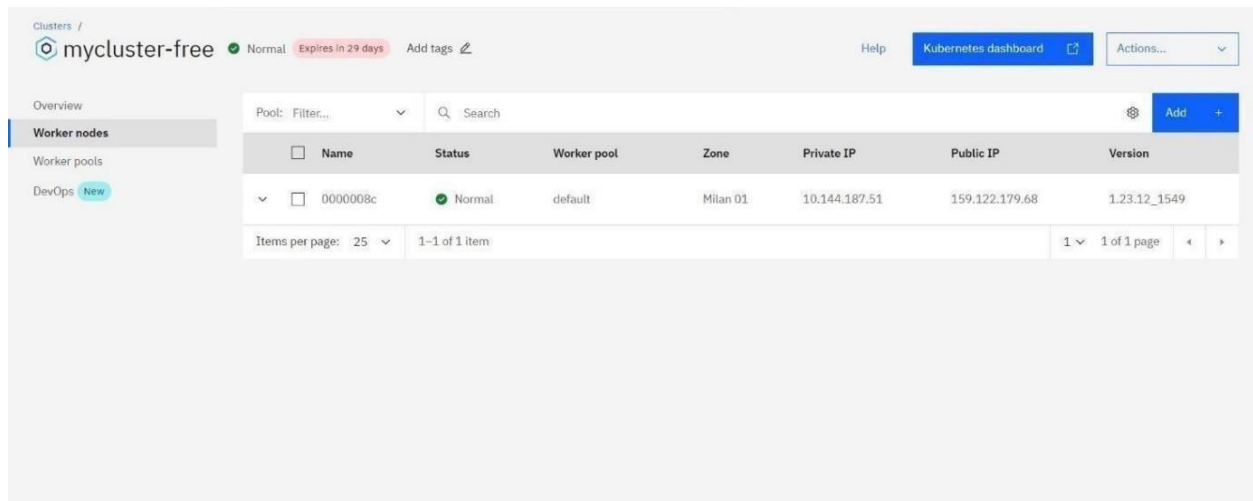 Clusters /
mycluster-free Normal Expires in 29 days Add tags Help Kubernetes dashboard Actions...
Overview
Worker nodes
Worker pools
DevOps New
Pool: Filter... Search Add +
Name Status Worker pool Zone Private IP Public IP Version
0000008c Normal default Milan 01 10.144.187.51 159.122.179.68 1.23.12_1549
Items per page: 25 1–1 of 1 item 1 1 of 1 page